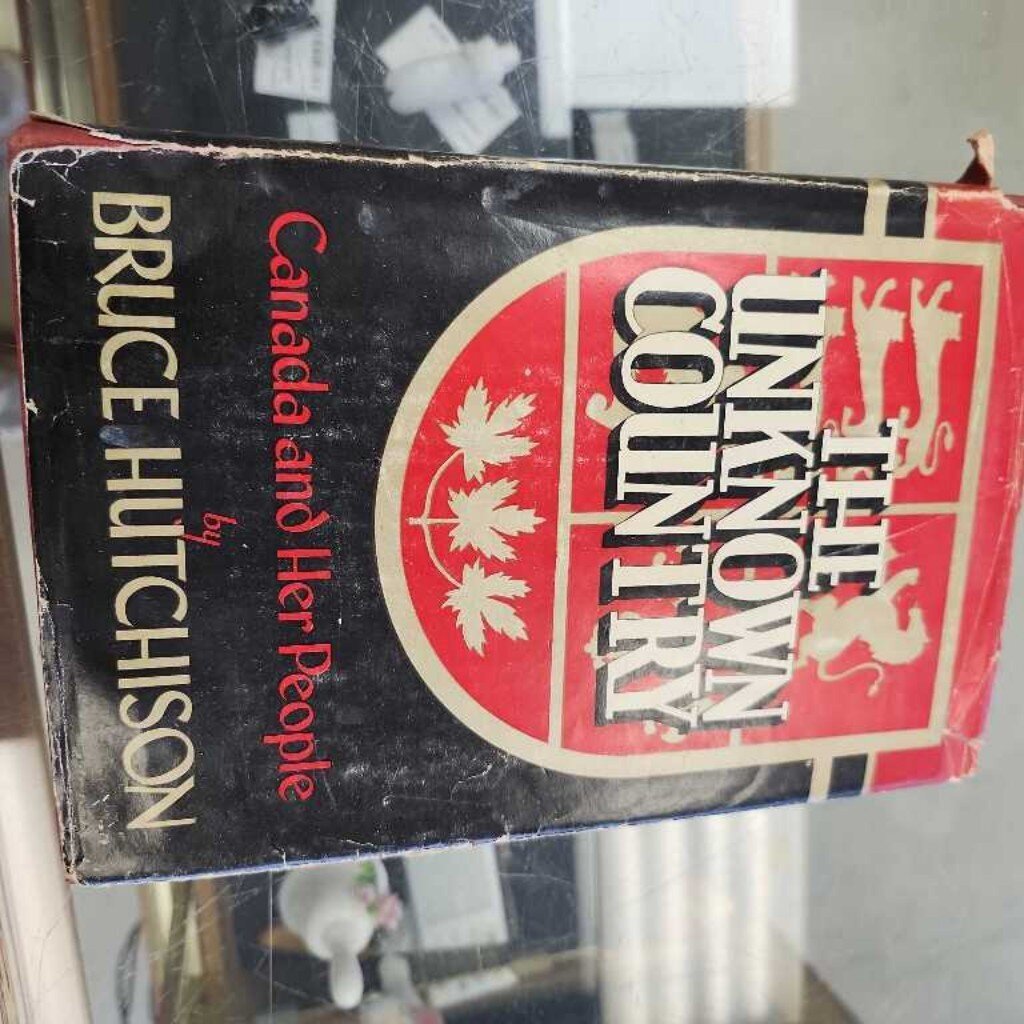 THE
UNKNOWN
COUNTRY
Canada and Her People
by
BRUCE HUTCHISON